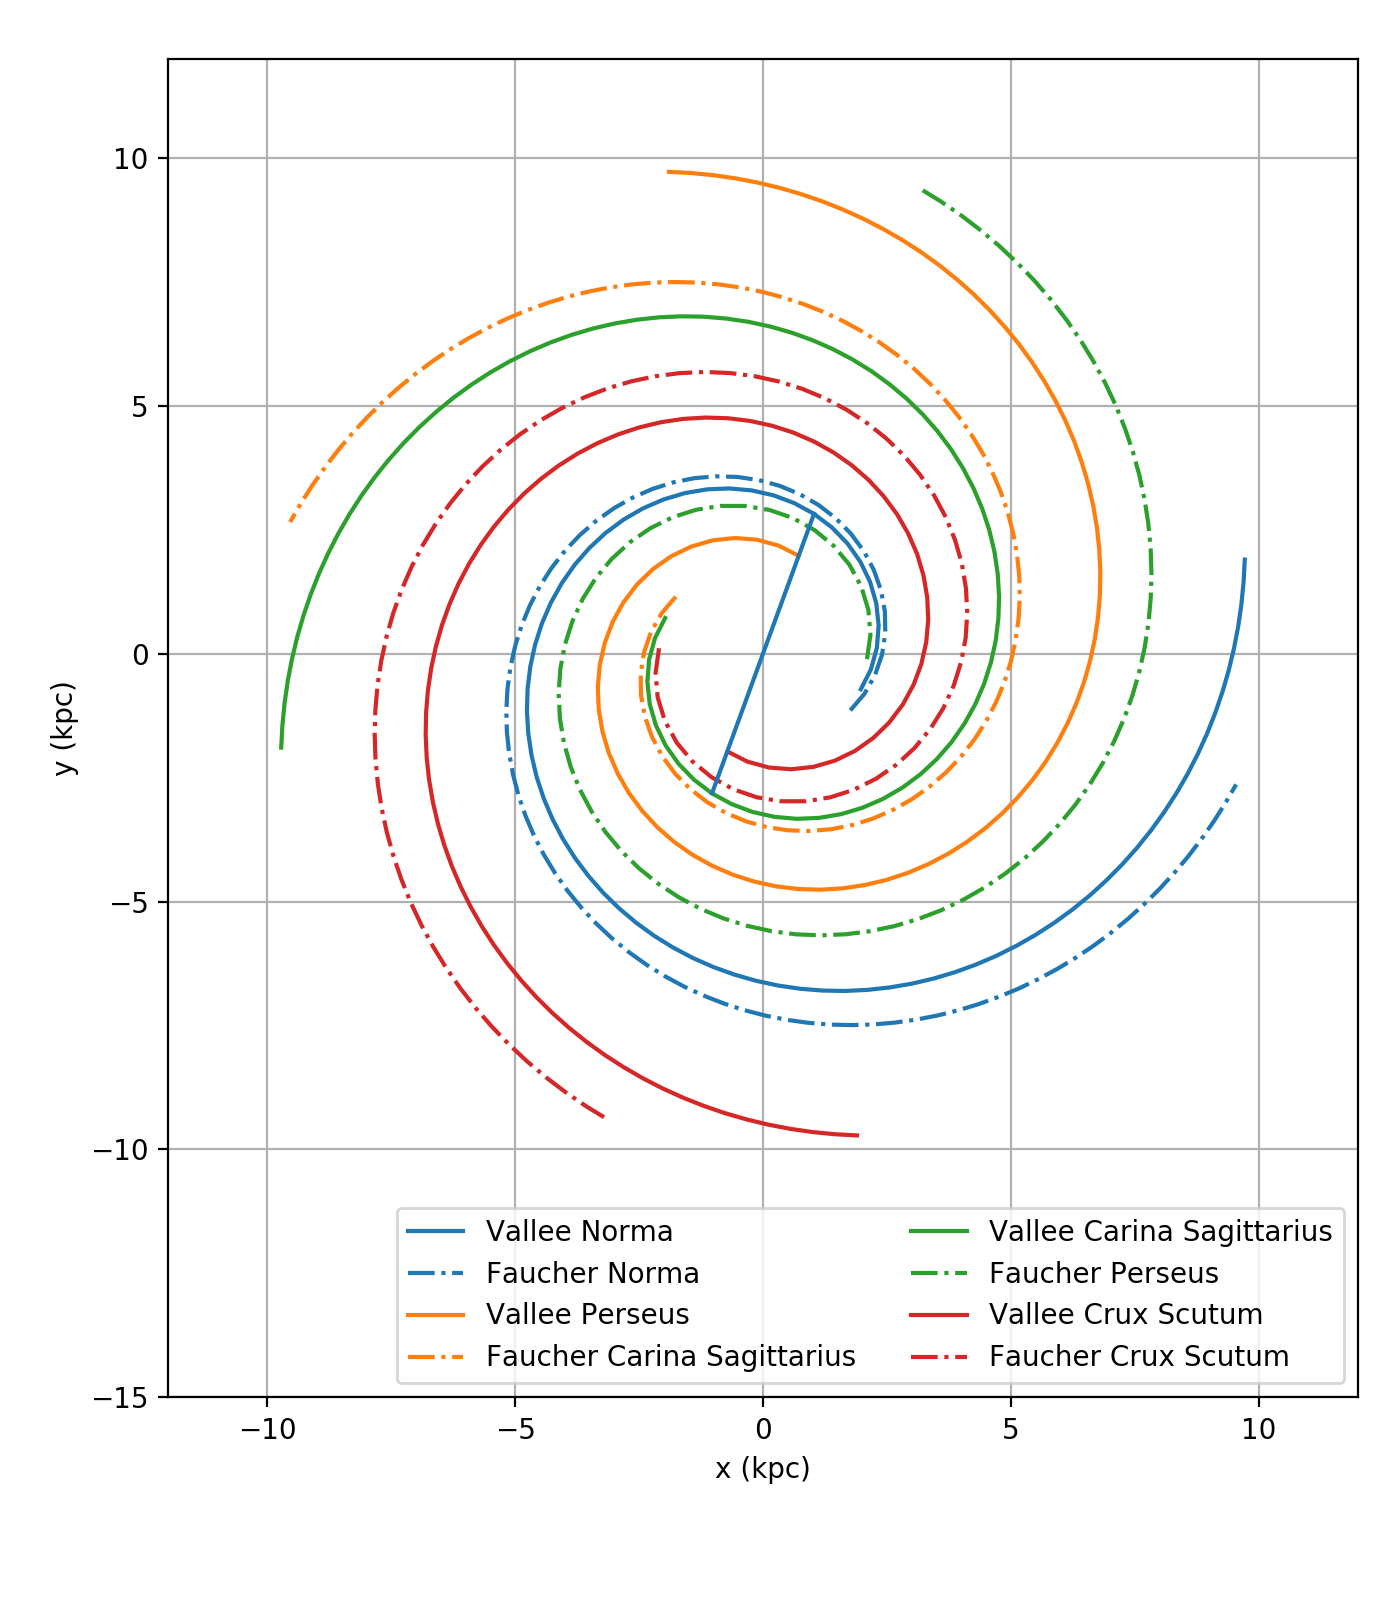 10
5
0
−5
−10
−15
y (kpc)
−10 −5 0 5 10
x (kpc)
Vallee Norma
Faucher Norma
Vallee Perseus
Faucher Carina Sagittarius
Vallee Carina Sagittarius
Faucher Perseus
Vallee Crux Scutum
Faucher Crux Scutum